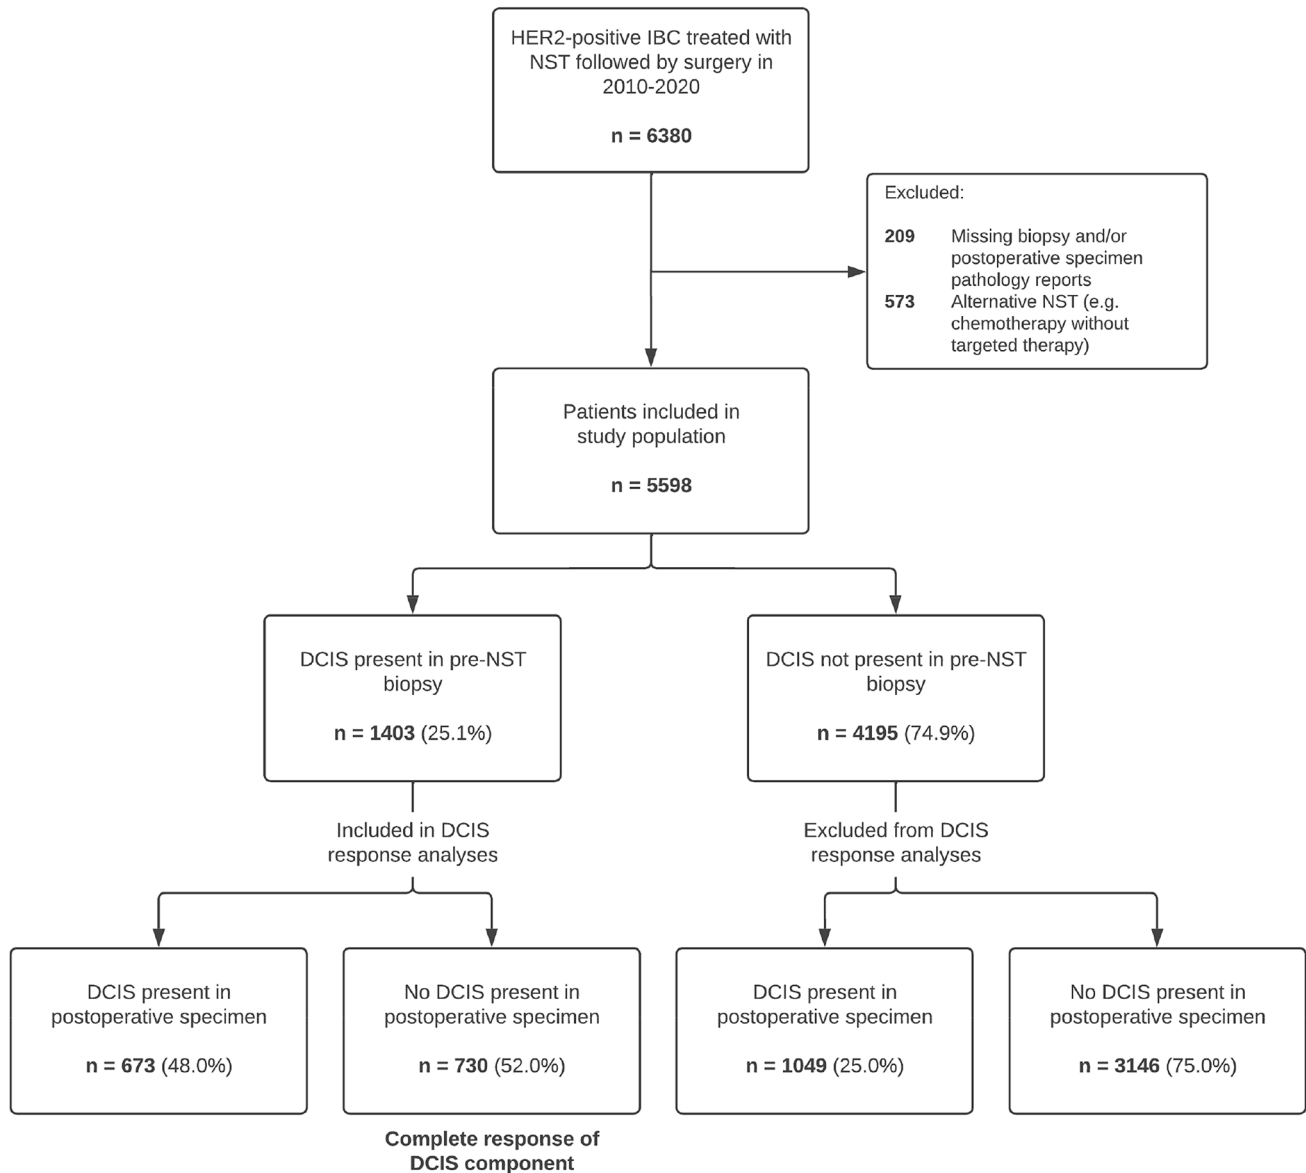 HER2-positive IBC treated with
NST followed by surgery in
2010-2020
n = 6380
Excluded:
209 Missing biopsy and/or
postoperative specimen
pathology reports
573 Alternative NST (e.g.
chemotherapy without
targeted therapy)
Patients included in
study population
n = 5598
DCIS present in pre-NST
biopsy
n = 1403 (25.1%)
DCIS not present in pre-NST
biopsy
n = 4195 (74.9%)
Included in DCIS
response analyses
Excluded from DCIS
response analyses
DCIS present in
postoperative specimen
n = 673 (48.0%)
No DCIS present in
postoperative specimen
n = 730 (52.0%)
Complete response of
DCIS component
DCIS present in
postoperative specimen
n = 1049 (25.0%)
No DCIS present in
postoperative specimen
n = 3146 (75.0%)